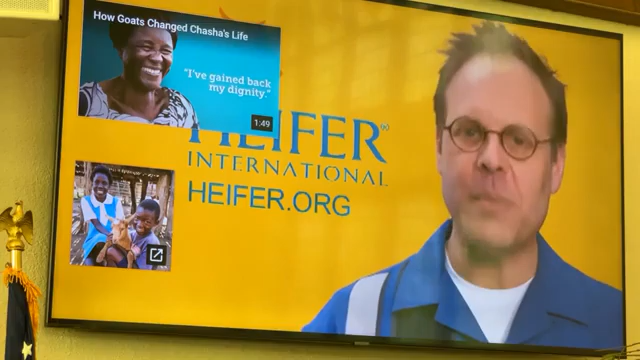 How Goats Changed Chasha's Life
"I've gained back
my dignity."
1:49
HEIFER®
INTERNATIONAL
HEIFER.ORG